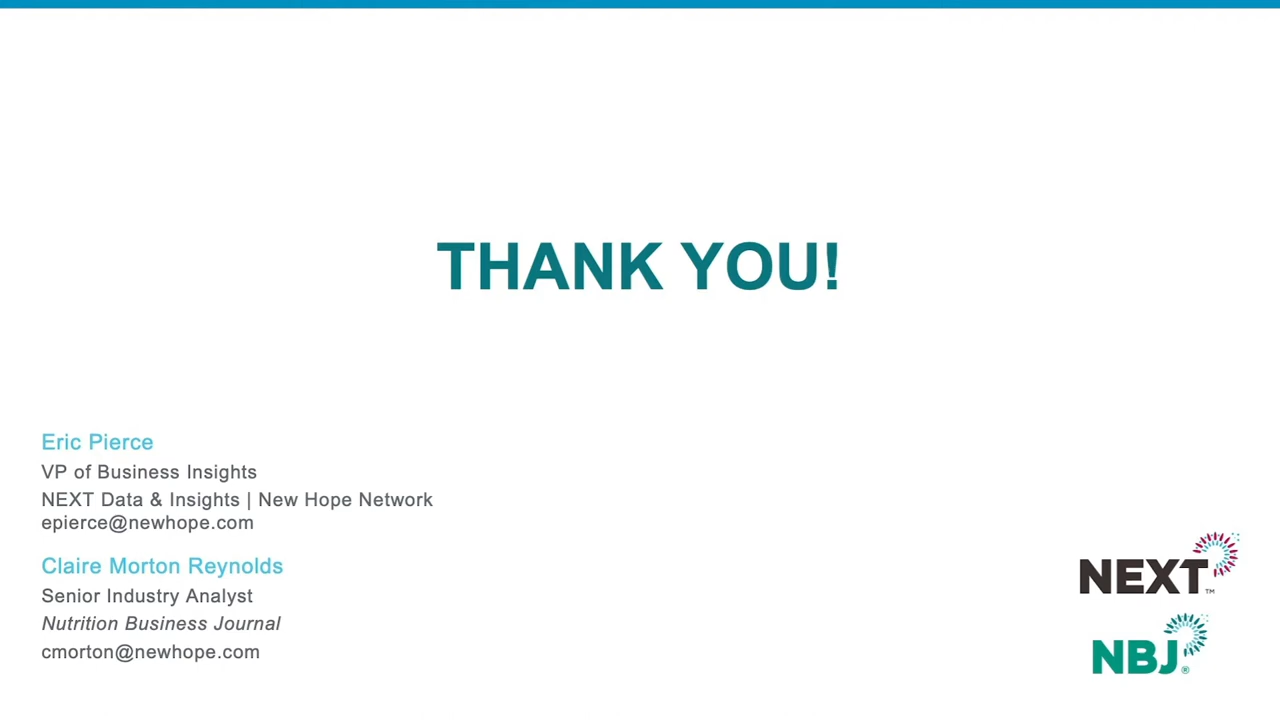 THANK YOU!
Eric Pierce
VP of Business Insights
NEXT Data & Insights | New Hope Network
epierce@newhope.com
Claire Morton Reynolds
Senior Industry Analyst
Nutrition Business Journal
cmorton@newhope.com
NEXT™
NBJ®